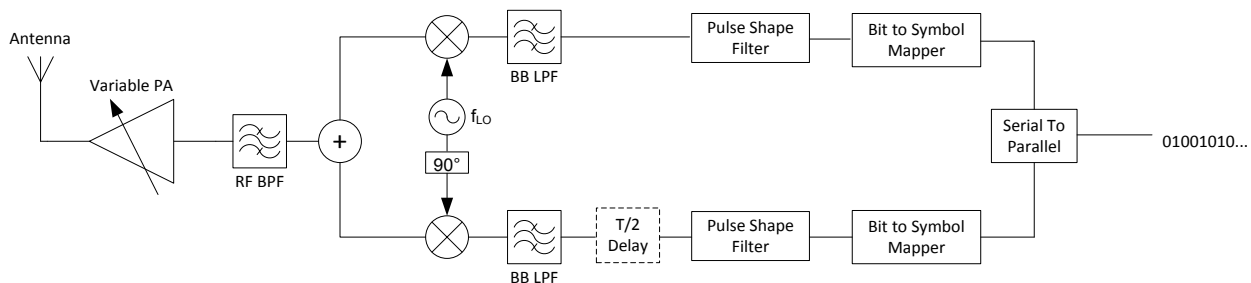 Antenna
Variable PA
RF BPF
+
BB LPF
Pulse Shape
Filter
Bit to Symbol
Mapper
fLO
90°
Serial To
Parallel
01001010...
BB LPF
T/2
Delay
Pulse Shape
Filter
Bit to Symbol
Mapper